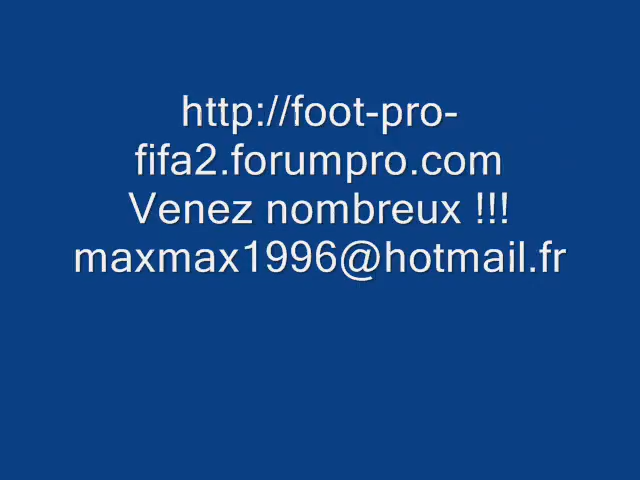 http://foot-pro-
fifa2.forumpro.com
Venez nombreux !!!
maxmax1996@hotmail.fr